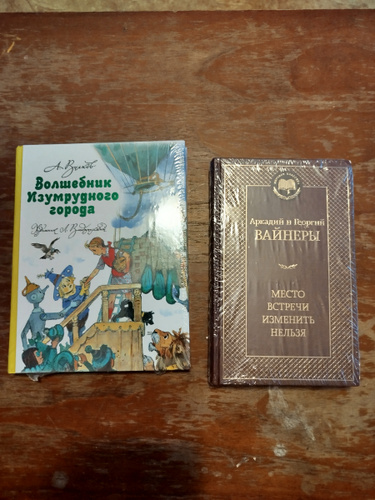 А. Волков
Волшебник
Изумрудного
города
Художник Л. Владимирский
Аркадий и Георгий
ВАЙНЕРЫ
МЕСТО
ВСТРЕЧИ
ИЗМЕНИТЬ
НЕЛЬЗЯ